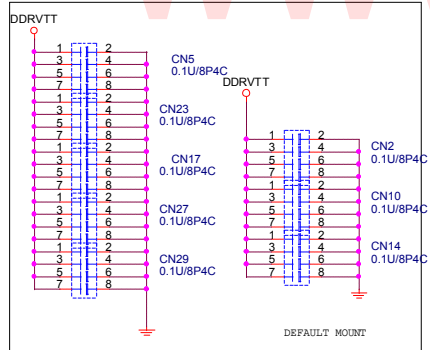 DDRVTT
1 2
3 4
5 6
7 8
CN5
0.1U/8P4C
1 2
3 4
5 6
7 8
CN23
0.1U/8P4C
1 2
3 4
5 6
7 8
CN17
0.1U/8P4C
1 2
3 4
5 6
7 8
CN27
0.1U/8P4C
1 2
3 4
5 6
7 8
CN29
0.1U/8P4C
DDRVTT
1 2
3 4
5 6
7 8
CN2
0.1U/8P4C
1 2
3 4
5 6
7 8
CN10
0.1U/8P4C
1 2
3 4
5 6
7 8
CN14
0.1U/8P4C
DEFAULT MOUNT